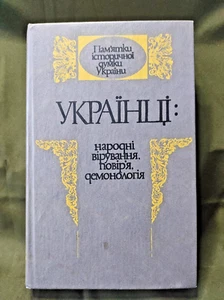 Пам'ятки
історичної
думки
України
УКРАЇНЦІ:
народні
вірування,
повір'я,
демонологія